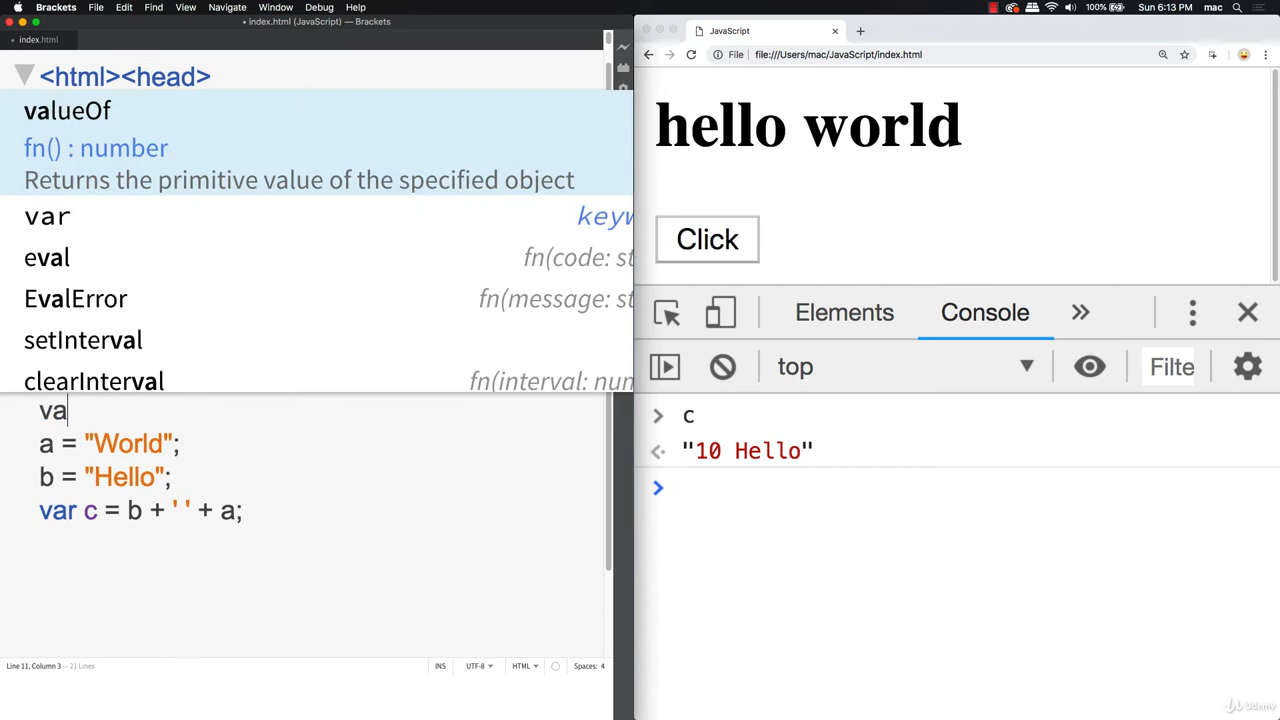 Brackets File Edit Find View Navigate Window Debug Help
100% Sun 6:13 PM mac
• index.html (JavaScript) — Brackets
• index.html
<html><head>
valueOf
fn() : number
Returns the primitive value of the specified object
var keyw
eval fn(code: st
EvalError fn(message: st
setInterval
clearInterval fn(interval: num
va
a = "World";
b = "Hello";
var c = b + ' ' + a;
Line 11, Column 3 — 21 Lines
INS UTF-8 HTML Spaces: 4
JavaScript
File file:///Users/mac/JavaScript/index.html
hello world
Click
Elements Console
top Filte
c
"10 Hello"
Udemy